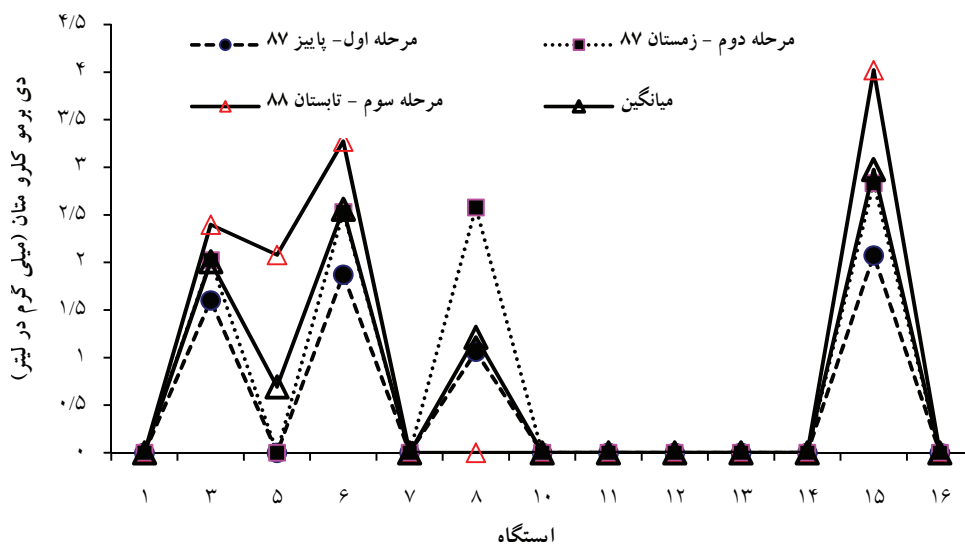 دی برمو کلرو متان (میلی گرم در لیتر)
۴/۵
۴
۳/۵
۳
۲/۵
۲
۱/۵
۱
۰/۵
۰
مرحله اول- پاییز ۸۷
مرحله دوم - زمستان ۸۷
مرحله سوم - تابستان ۸۸
میانگین
۱ ۳ ۵ ۶ ۷ ۸ ۱۰ ۱۱ ۱۲ ۱۳ ۱۴ ۱۵ ۱۶
ایستگاه